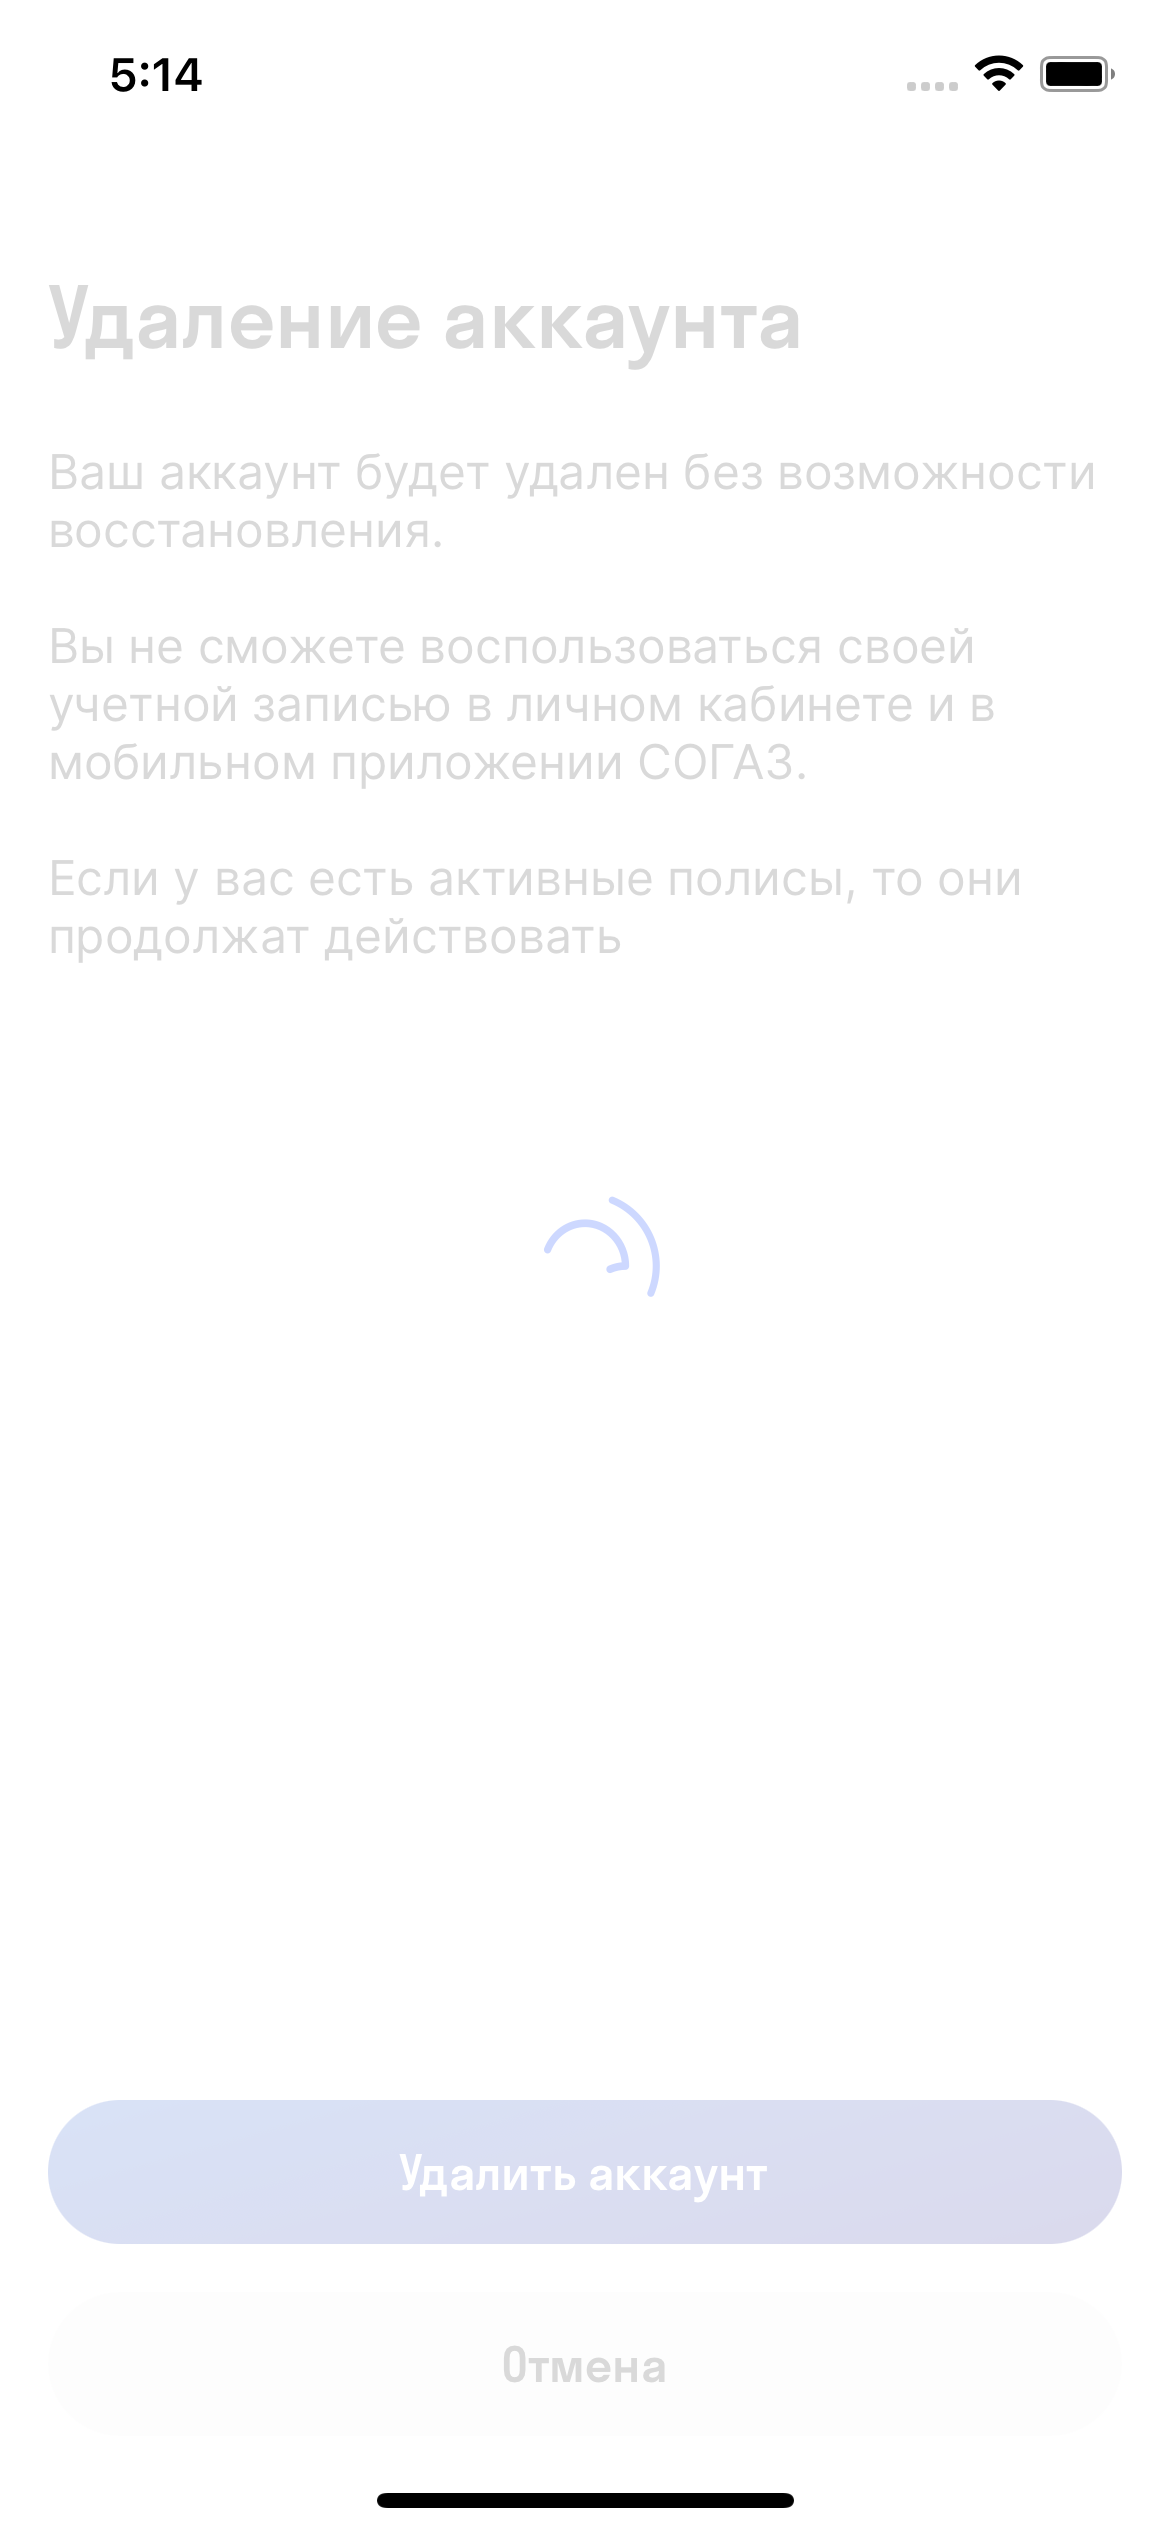 5:14
Удаление аккаунта
Ваш аккаунт будет удален без возможности
восстановления.
Вы не сможете воспользоваться своей
учетной записью в личном кабинете и в
мобильном приложении СОГАЗ.
Если у вас есть активные полисы, то они
продолжат действовать
Удалить аккаунт
Отмена